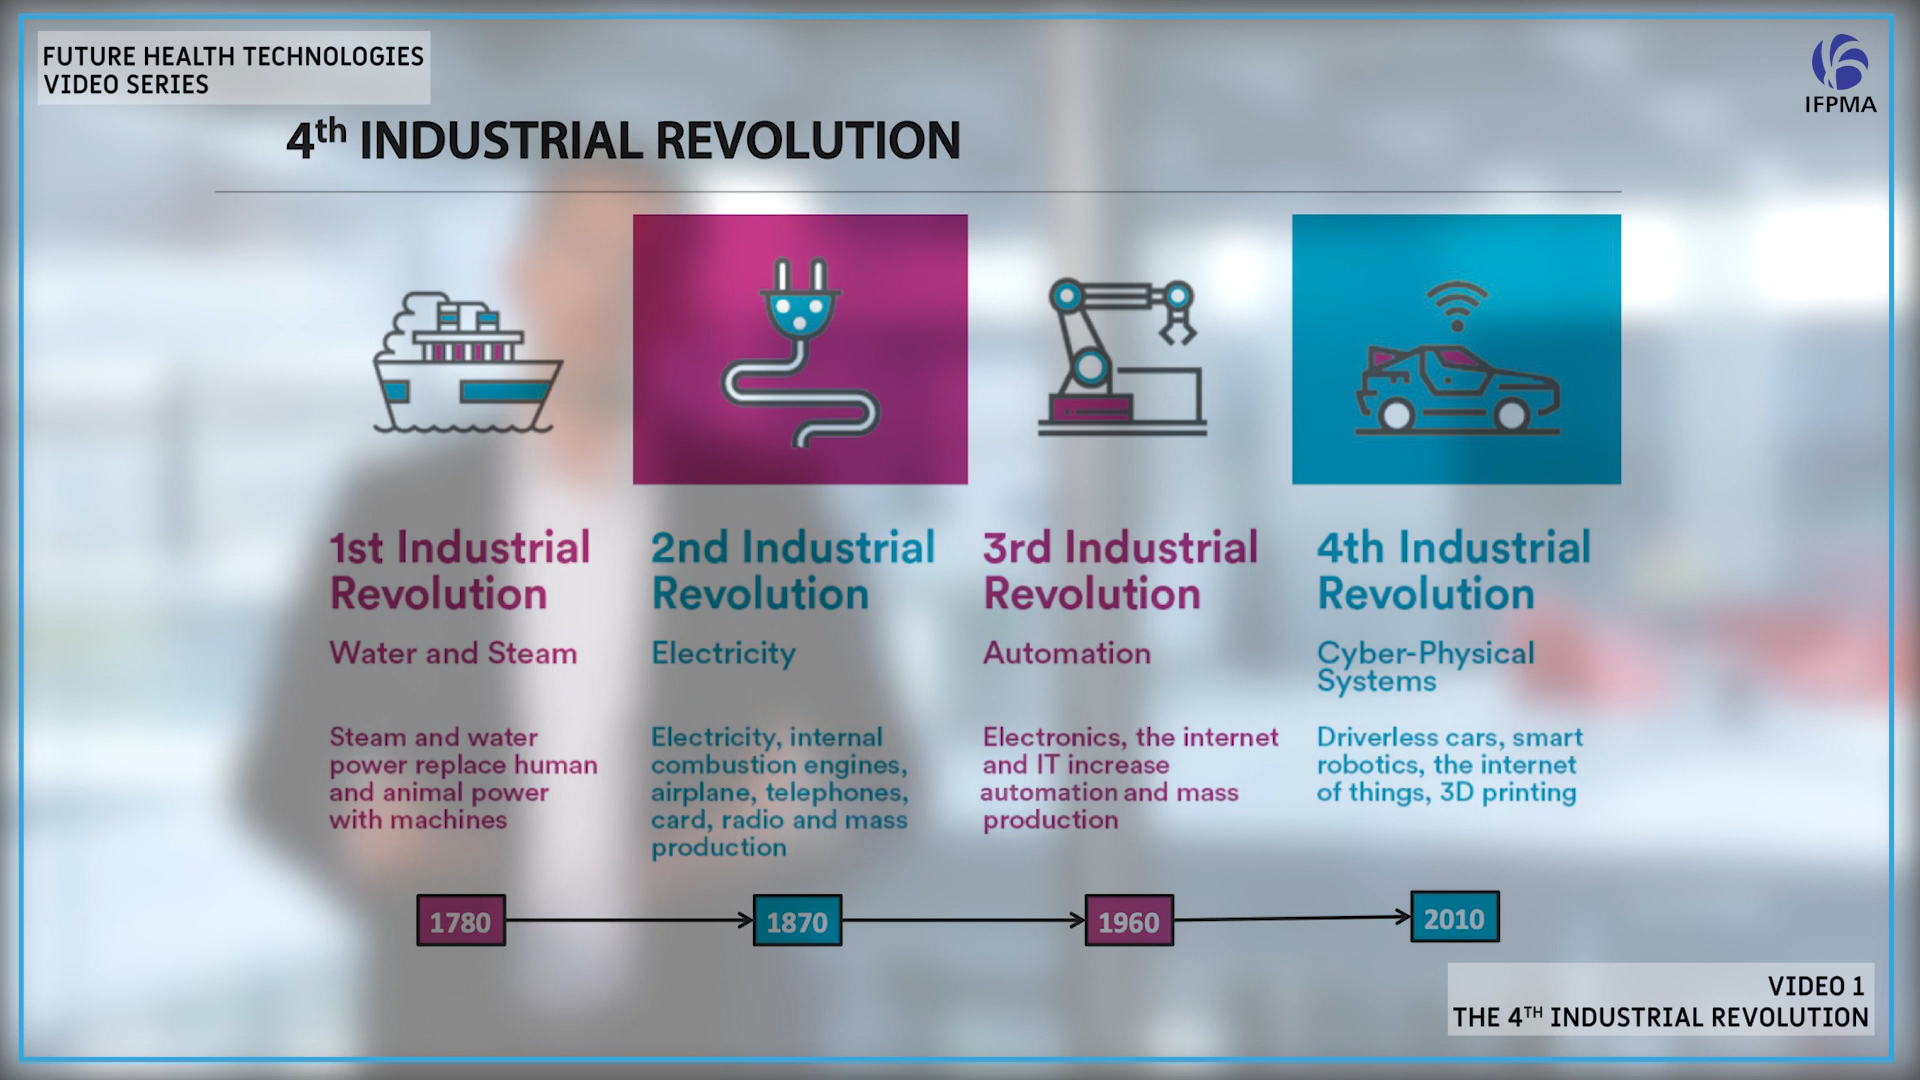 FUTURE HEALTH TECHNOLOGIES
VIDEO SERIES
IFPMA
4th INDUSTRIAL REVOLUTION
1st Industrial
Revolution
Water and Steam
Steam and water
power replace human
and animal power
with machines
2nd Industrial
Revolution
Electricity
Electricity, internal
combustion engines,
airplane, telephones,
card, radio and mass
production
3rd Industrial
Revolution
Automation
Electronics, the internet
and IT increase
automation and mass
production
4th Industrial
Revolution
Cyber-Physical
Systems
Driverless cars, smart
robotics, the internet
of things, 3D printing
1780
1870
1960
2010
VIDEO 1
THE 4TH INDUSTRIAL REVOLUTION